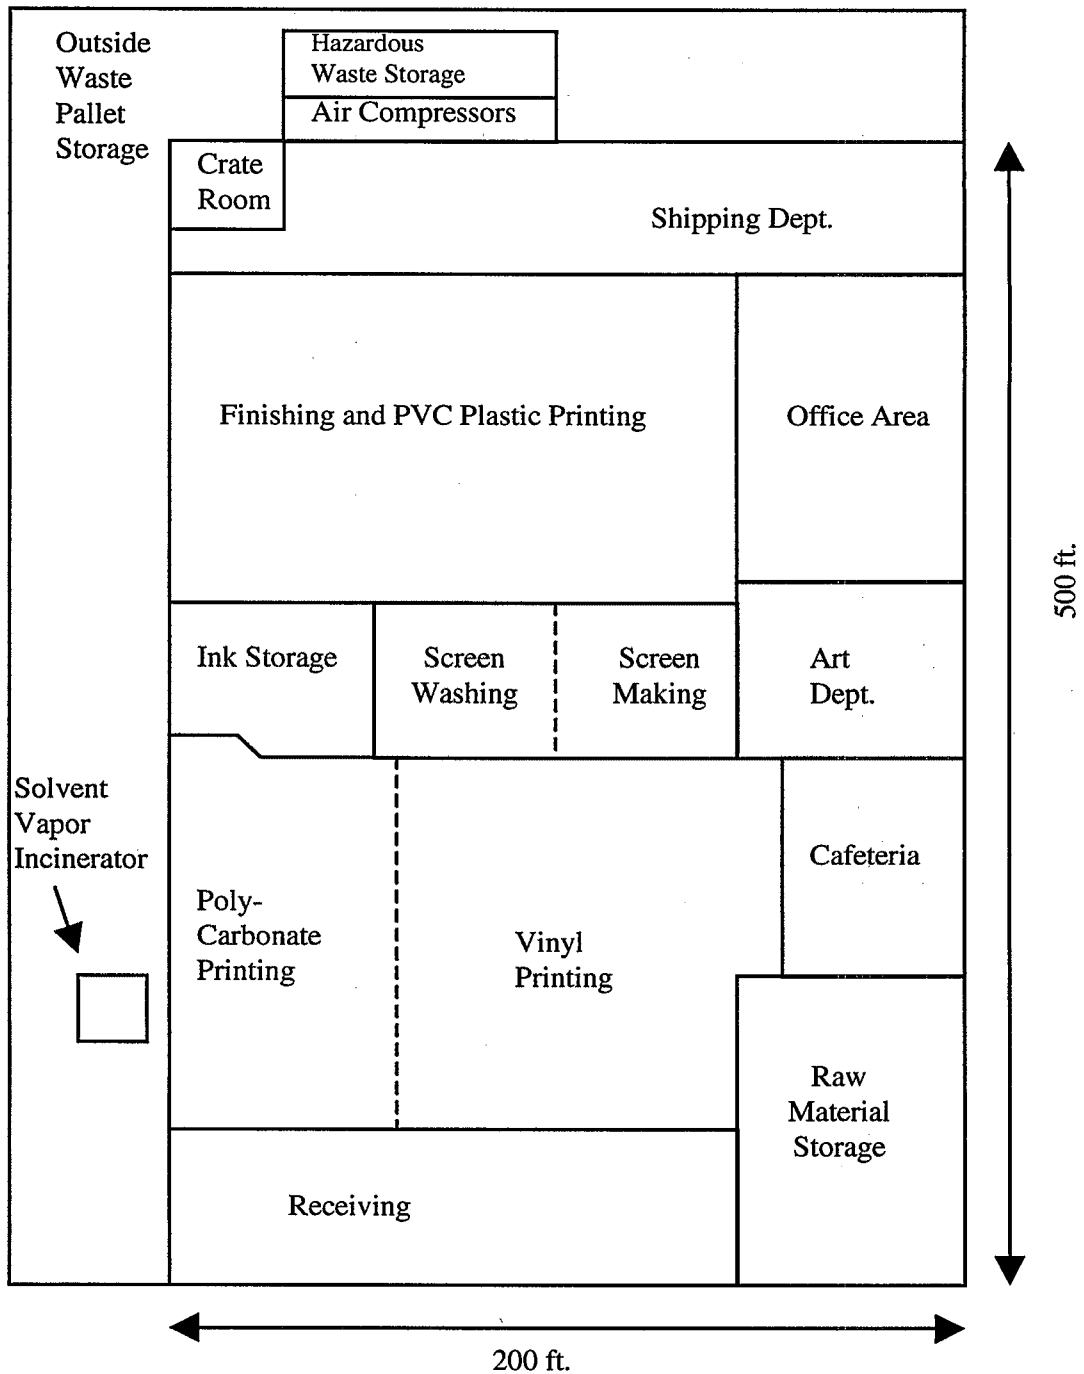 Outside
Waste
Pallet
Storage
Hazardous
Waste Storage
Air Compressors
Crate
Room
Shipping Dept.
Finishing and PVC Plastic Printing
Office Area
500 ft.
Ink Storage
Screen
Washing
Screen
Making
Art
Dept.
Solvent
Vapor
Incinerator
Cafeteria
Poly-
Carbonate
Printing
Vinyl
Printing
Raw
Material
Storage
Receiving
200 ft.